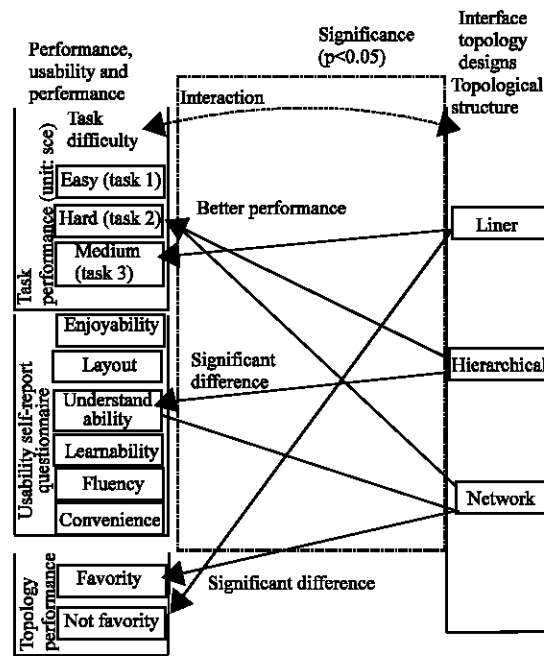 Performance,
usability and
perfermance
Significance
(p<0.05)
Interface
topology
designs
Topological
structure
Interaction
Task
difficulty
Easy (task 1)
Hard (task 2)
Medium
(task 3)
Task
performance (unit: sce)
Better performance
Liner
Enjoyability
Layout
Understand
ability
Learnability
Fluency
Convenience
Usability self-report
questionnaire
Significant
difference
Hierarchical
Network
Favority
Not favority
Topology
performance
Significant difference